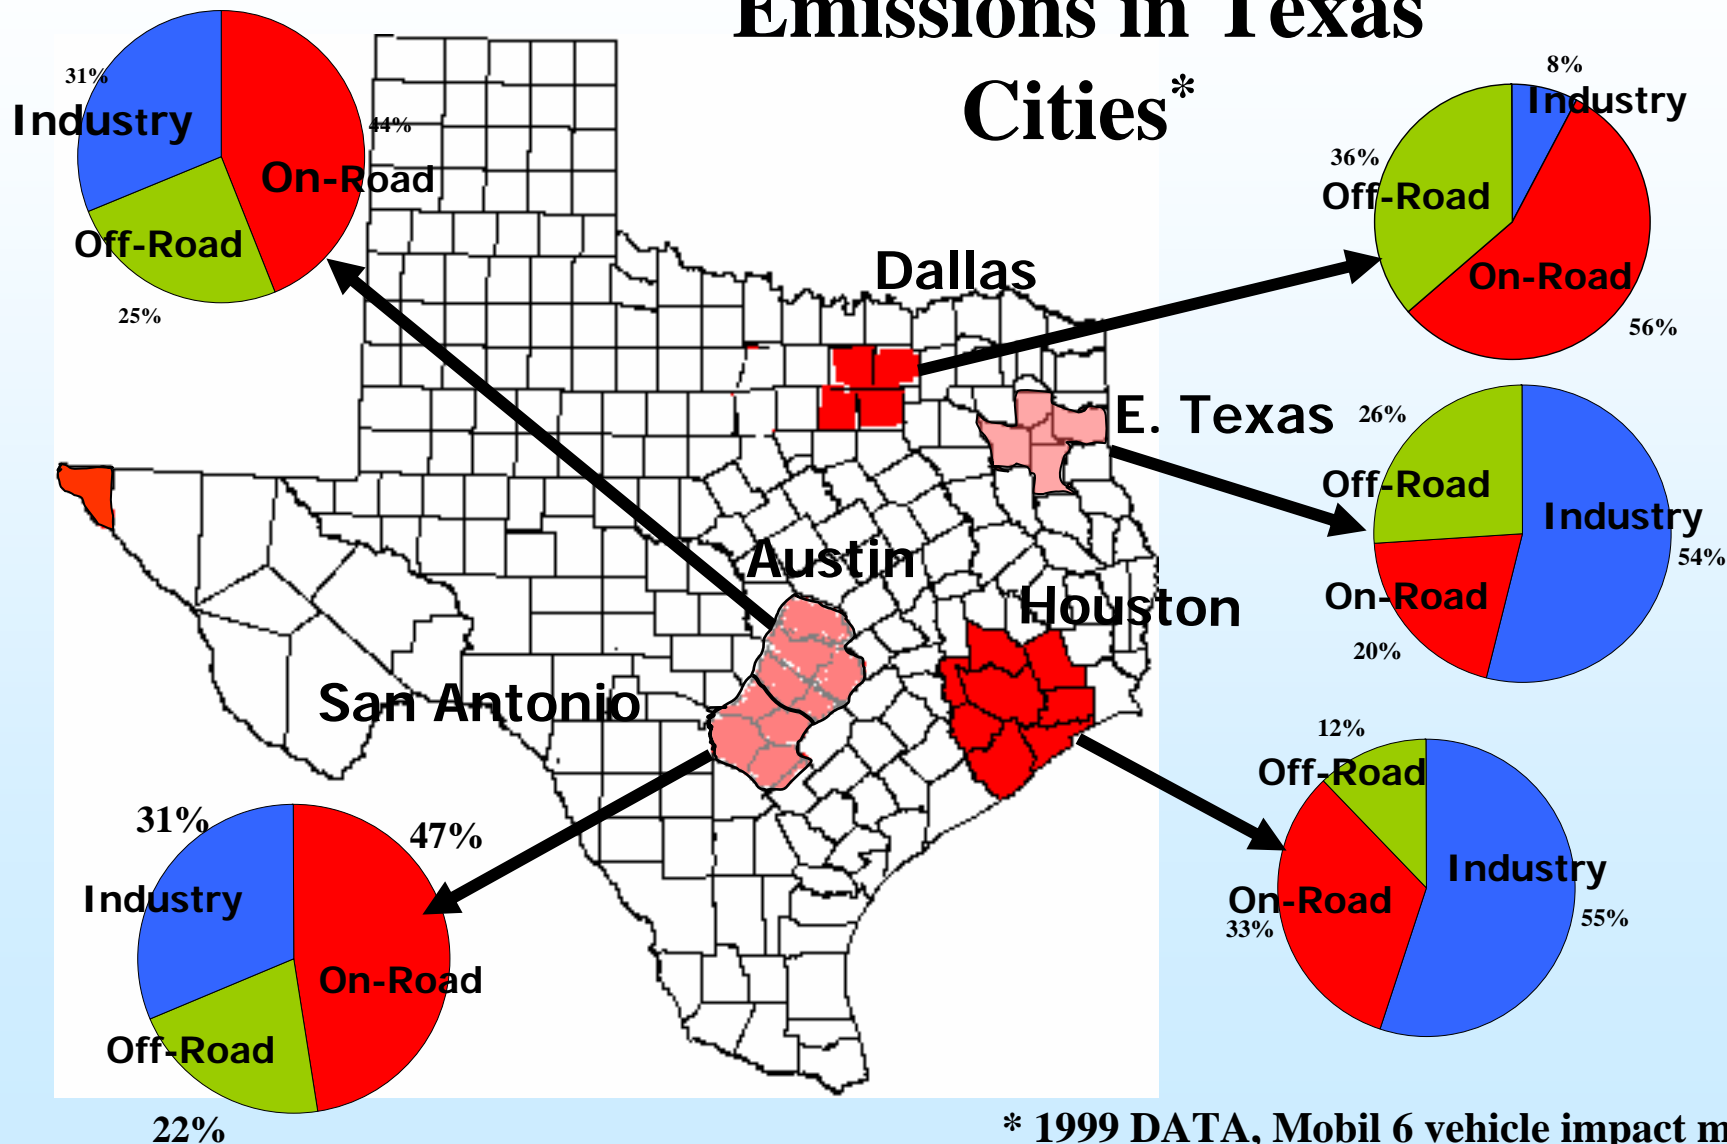 Emissions in Texas
Cities*
31%
Industry
44%
On-Road
Off-Road
25%
8%
Industry
36%
Off-Road
On-Road
56%
Dallas
E. Texas
26%
Off-Road
Industry
54%
On-Road
20%
Austin
Houston
San Antonio
12%
Off-Road
Industry
On-Road
33%
55%
31%
47%
Industry
On-Road
Off-Road
22%
* 1999 DATA, Mobil 6 vehicle impact m